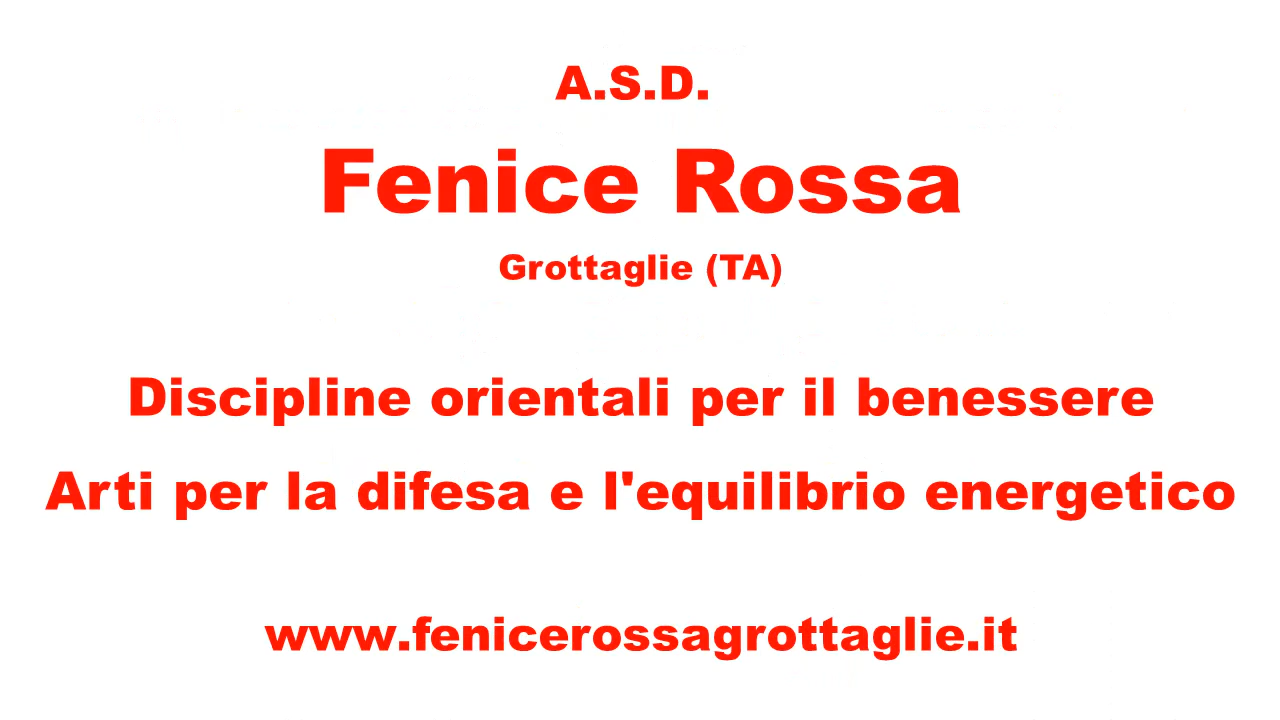 A.S.D.
Fenice Rossa
Grottaglie (TA)
Discipline orientali per il benessere
Arti per la difesa e l'equilibrio energetico
www.fenicerossagrottaglie.it